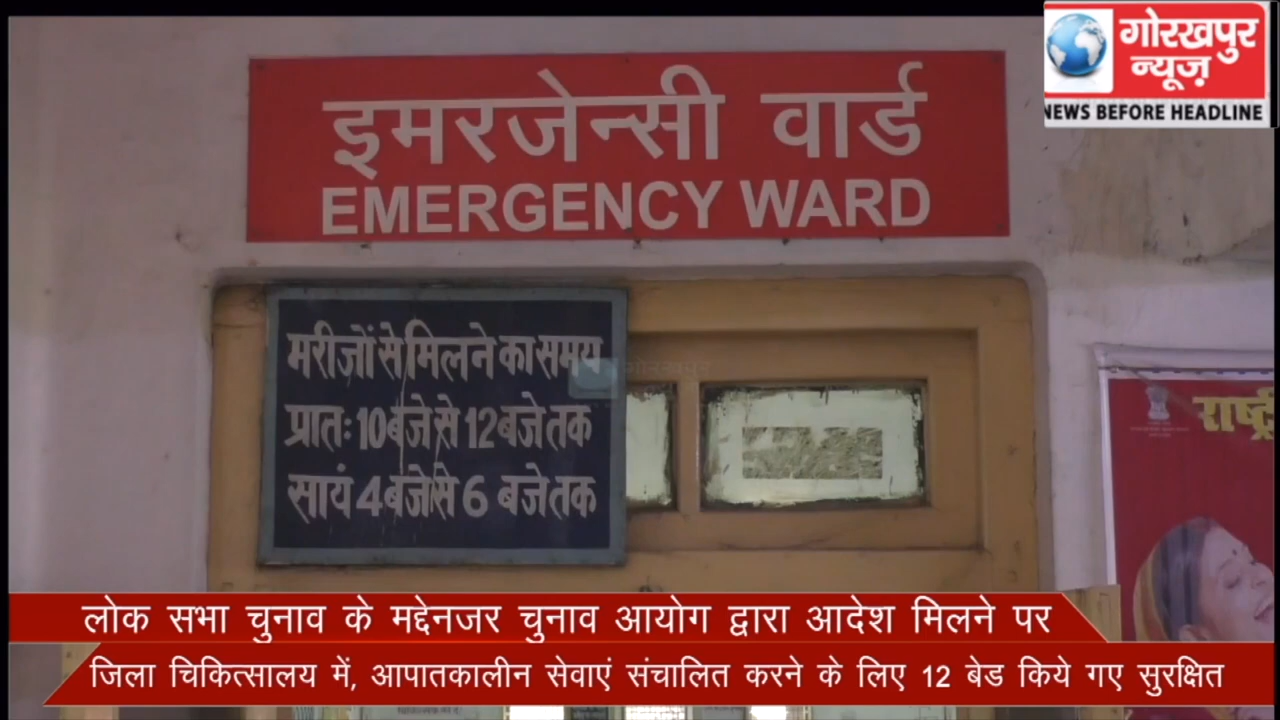 गोरखपुर
न्यूज़
NEWS BEFORE HEADLINE
इमरजेन्सी वार्ड
EMERGENCY WARD
मरीजों से मिलने का समय
प्रातः 10 बजे से 12 बजे तक
सायं 4 बजे से 6 बजे तक
गोरखपुर
लोक सभा चुनाव के मद्देनजर चुनाव आयोग द्वारा आदेश मिलने पर
जिला चिकित्सालय में, आपातकालीन सेवाएं संचालित करने के लिए 12 बेड किये गए सुरक्षित